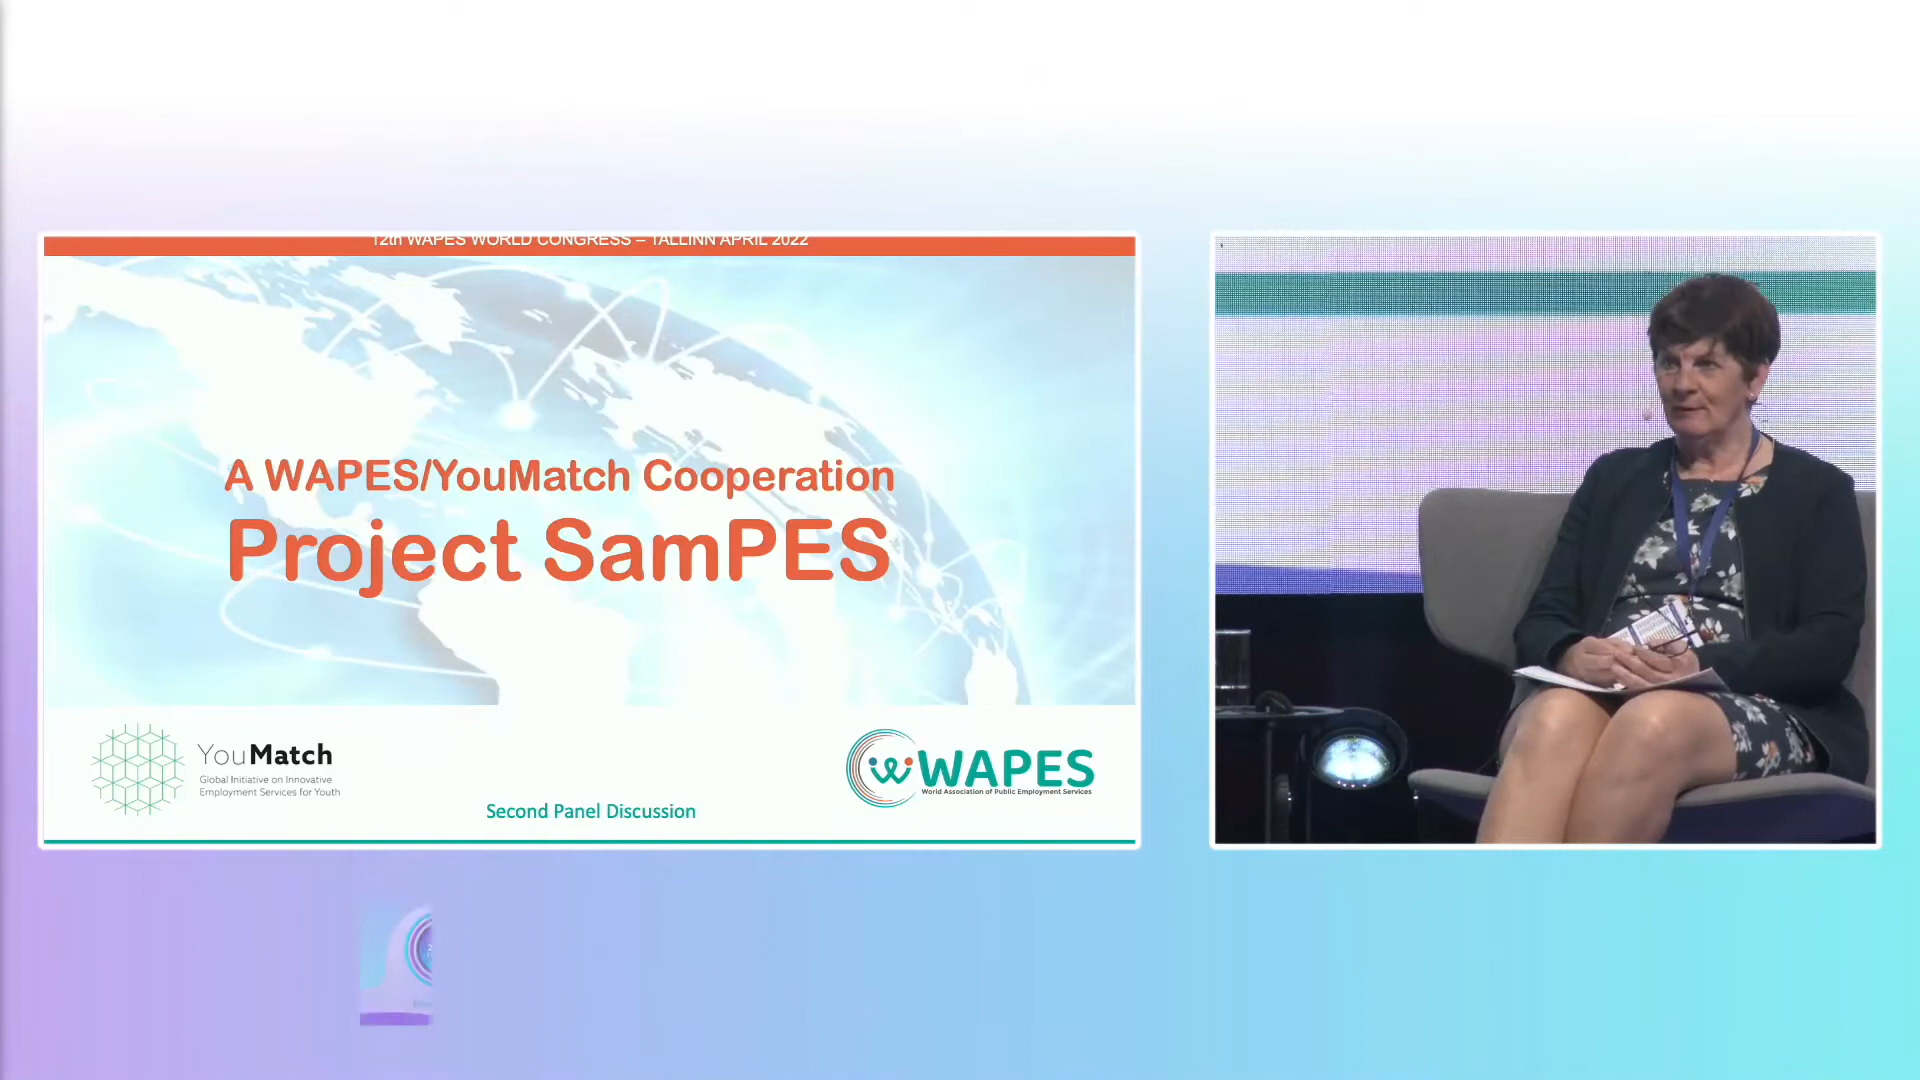 12th WAPES WORLD CONGRESS – TALLINN APRIL 2022
A WAPES/YouMatch Cooperation
Project SamPES
YouMatch
Global Initiative on Innovative
Employment Services for Youth
Second Panel Discussion
WAPES
World Association of Public Employment Services